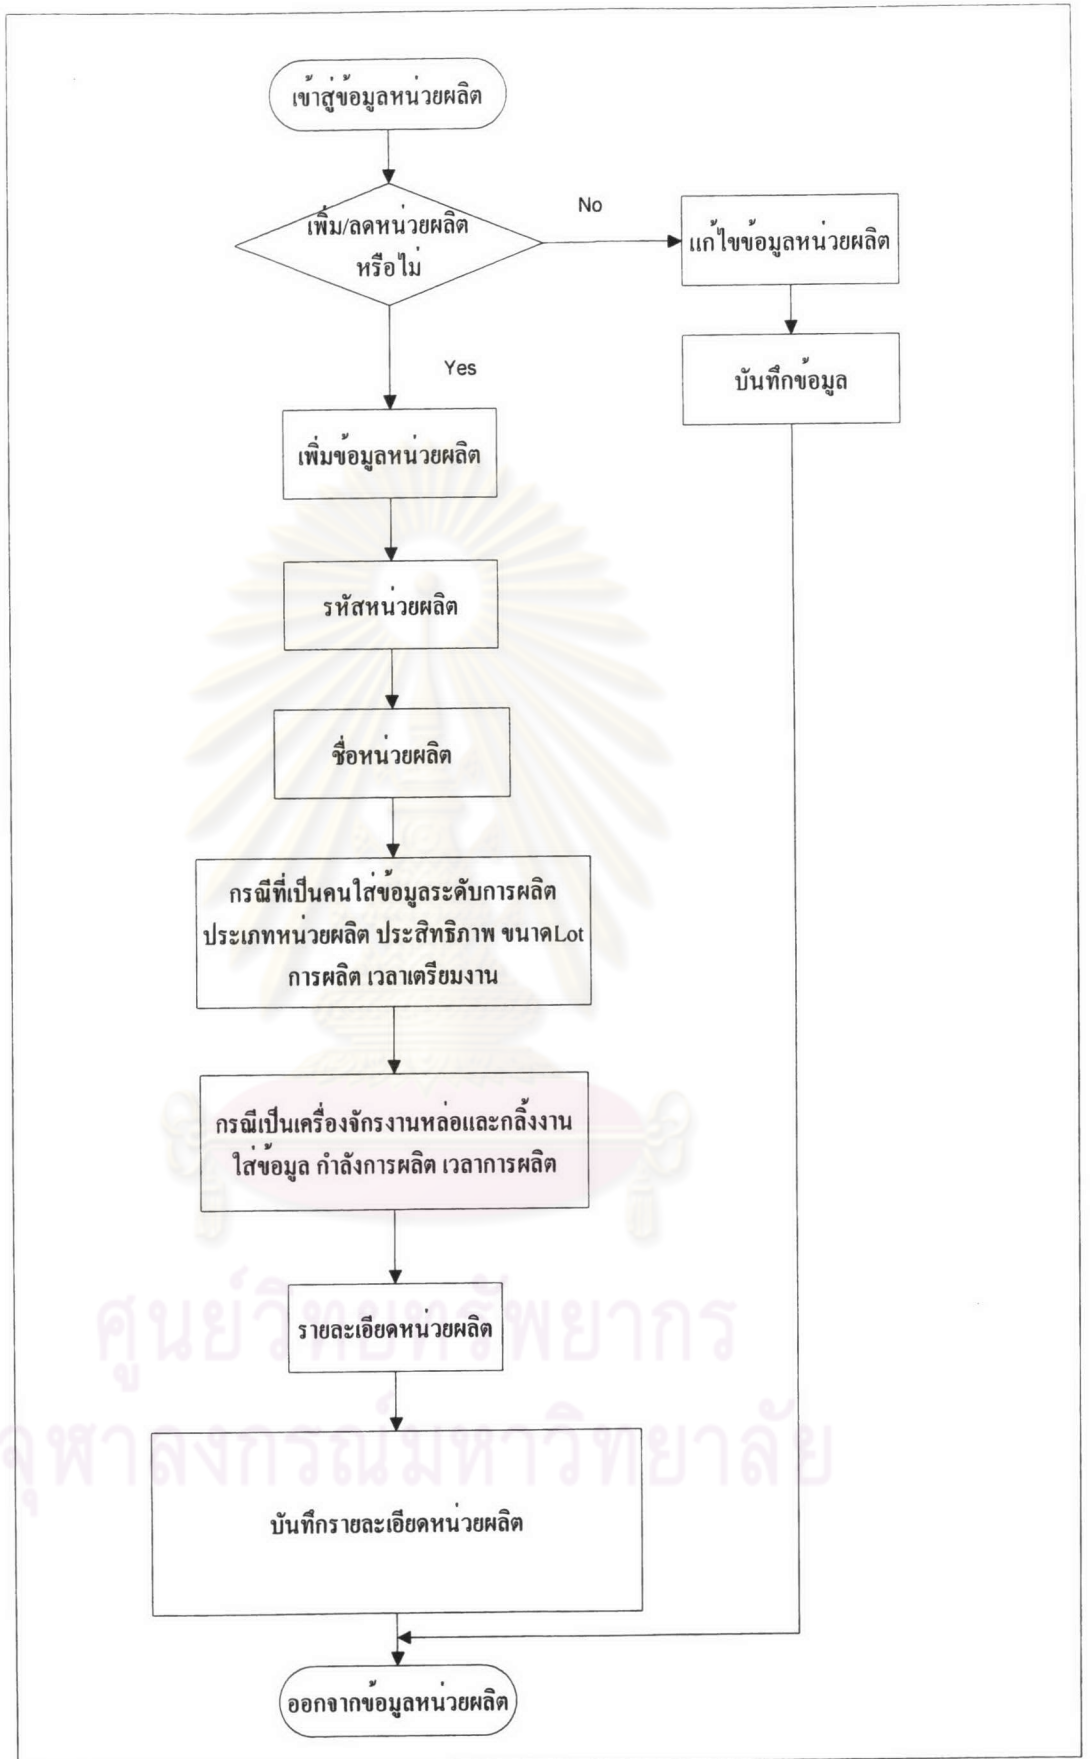 เข้าสู่ข้อมูลหน่วยผลิต
เพิ่ม/ลดหน่วยผลิต
หรือไม่
No
แก้ไขข้อมูลหน่วยผลิต
บันทึกข้อมูล
Yes
เพิ่มข้อมูลหน่วยผลิต
รหัสหน่วยผลิต
ชื่อหน่วยผลิต
กรณีที่เป็นคนใส่ข้อมูลระดับการผลิต
ประเภทหน่วยผลิต ประสิทธิภาพ ขนาดLot
การผลิต เวลาเตรียมงาน
กรณีเป็นเครื่องจักรงานหล่อและกลิ้งงาน
ใส่ข้อมูล กำลังการผลิต เวลาการผลิต
รายละเอียดหน่วยผลิต
บันทึกรายละเอียดหน่วยผลิต
ออกจากข้อมูลหน่วยผลิต
ศูนย์วิทยทรัพยากร
จุฬาลงกรณ์มหาวิทยาลัย